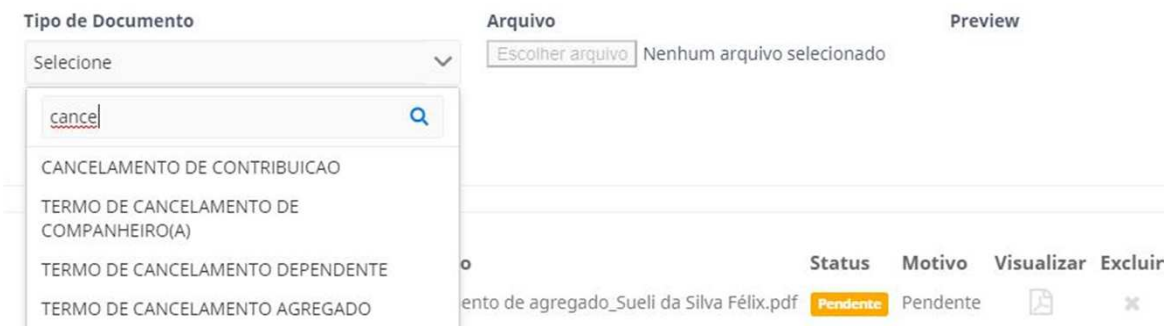 Tipo de Documento Arquivo Preview
Selecione Escolher arquivo Nenhum arquivo selecionado
cance
CANCELAMENTO DE CONTRIBUICAO
TERMO DE CANCELAMENTO DE
COMPANHEIRO(A)
TERMO DE CANCELAMENTO DEPENDENTE
TERMO DE CANCELAMENTO AGREGADO
o Status Motivo Visualizar Excluir
ento de agregado_Sueli da Silva Félix.pdf Pendente Pendente